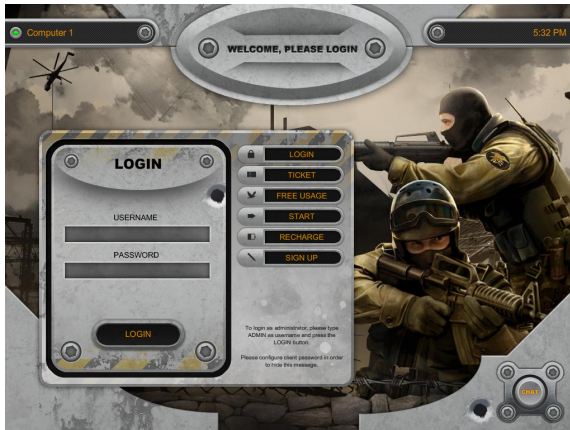 Computer 1
5:32 PM
WELCOME, PLEASE LOGIN
LOGIN
USERNAME
PASSWORD
LOGIN
LOGIN
TICKET
FREE USAGE
START
RECHARGE
SIGN UP
To login as administrator, please type
ADMIN as username and press the
LOGIN button.
Please configure client password in order
to hide this message.
CHAT